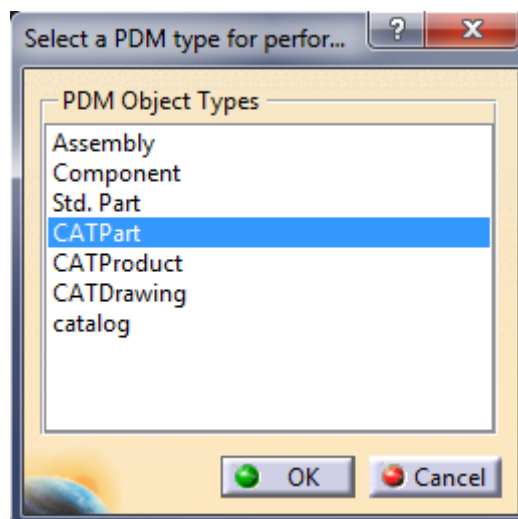 Select a PDM type for perfor...
?
X
PDM Object Types
Assembly
Component
Std. Part
CATPart
CATProduct
CATDrawing
catalog
OK Cancel